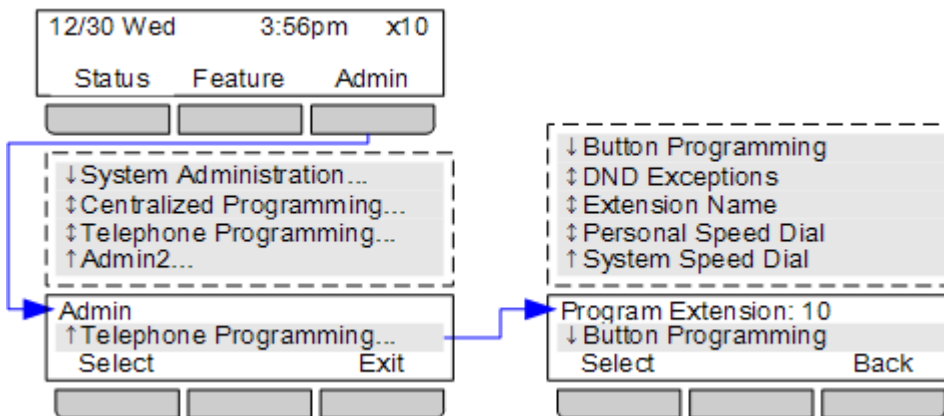 12/30 Wed 3:56pm x10
Status Feature Admin
↓System Administration...
↕Centralized Programming...
↕Telephone Programming...
↑Admin2...
Admin
↑Telephone Programming...
Select Exit
↓Button Programming
↕DND Exceptions
↕Extension Name
↕Personal Speed Dial
↑System Speed Dial
Program Extension: 10
↓Button Programming
Select Back